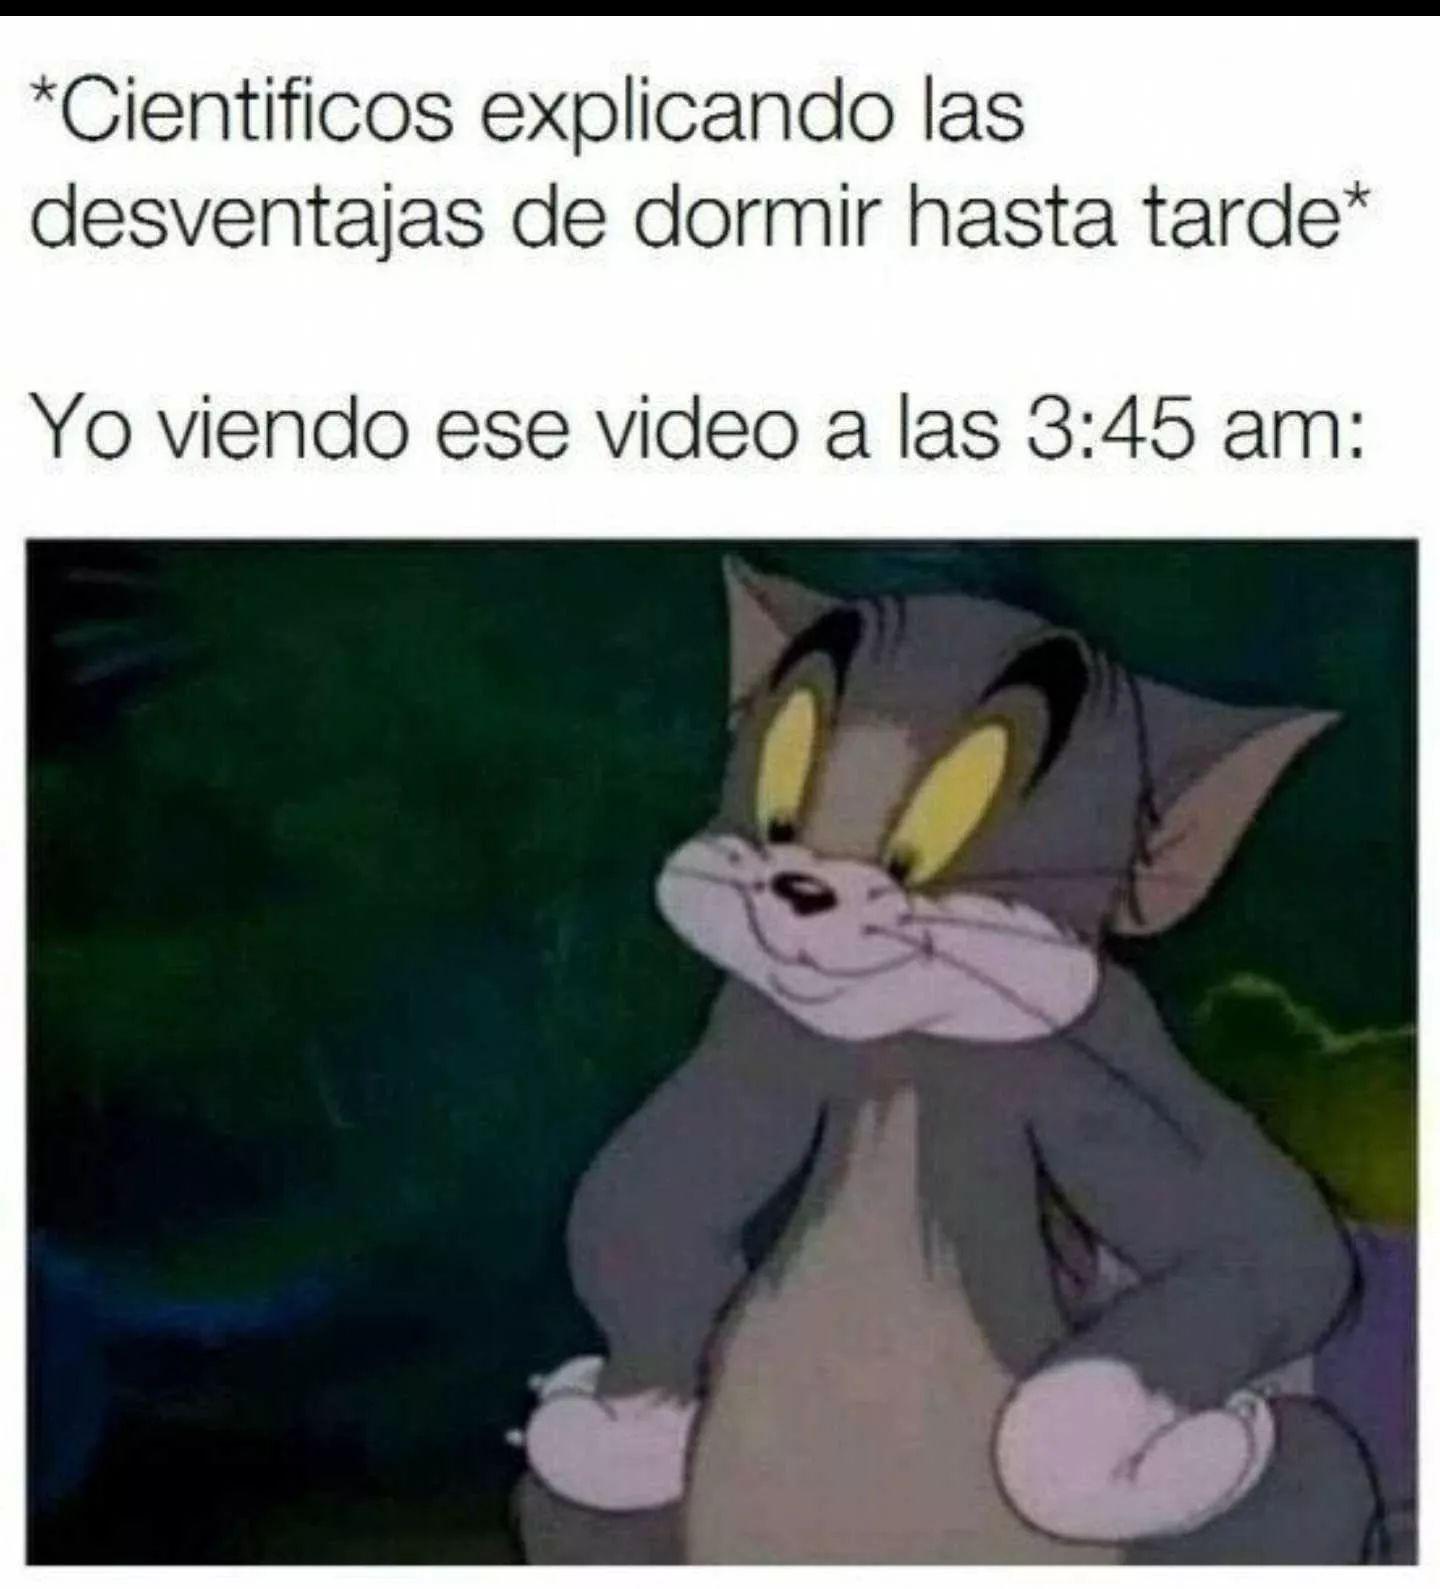 *Cientificos explicando las
desventajas de dormir hasta tarde*
Yo viendo ese video a las 3:45 am: